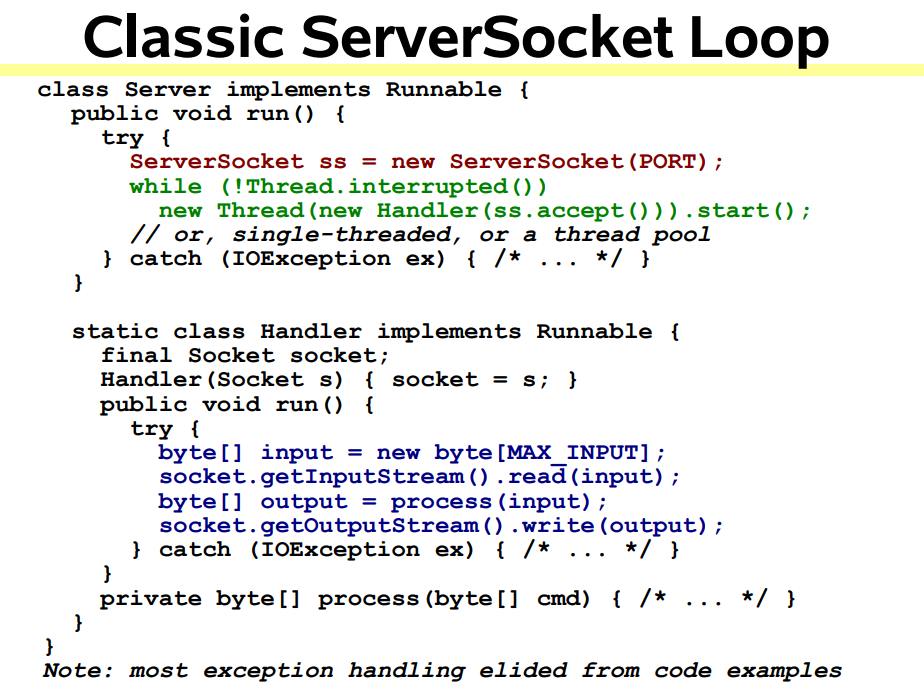 Classic ServerSocket Loop
class Server implements Runnable {
public void run() {
try {
ServerSocket ss = new ServerSocket(PORT);
while (!Thread.interrupted())
new Thread(new Handler(ss.accept())).start();
// or, single-threaded, or a thread pool
} catch (IOException ex) { /* ... */ }
}
static class Handler implements Runnable {
final Socket socket;
Handler(Socket s) { socket = s; }
public void run() {
try {
byte[] input = new byte[MAX_INPUT];
socket.getInputStream().read(input);
byte[] output = process(input);
socket.getOutputStream().write(output);
} catch (IOException ex) { /* ... */ }
}
private byte[] process(byte[] cmd) { /* ... */ }
}
}
Note: most exception handling elided from code examples